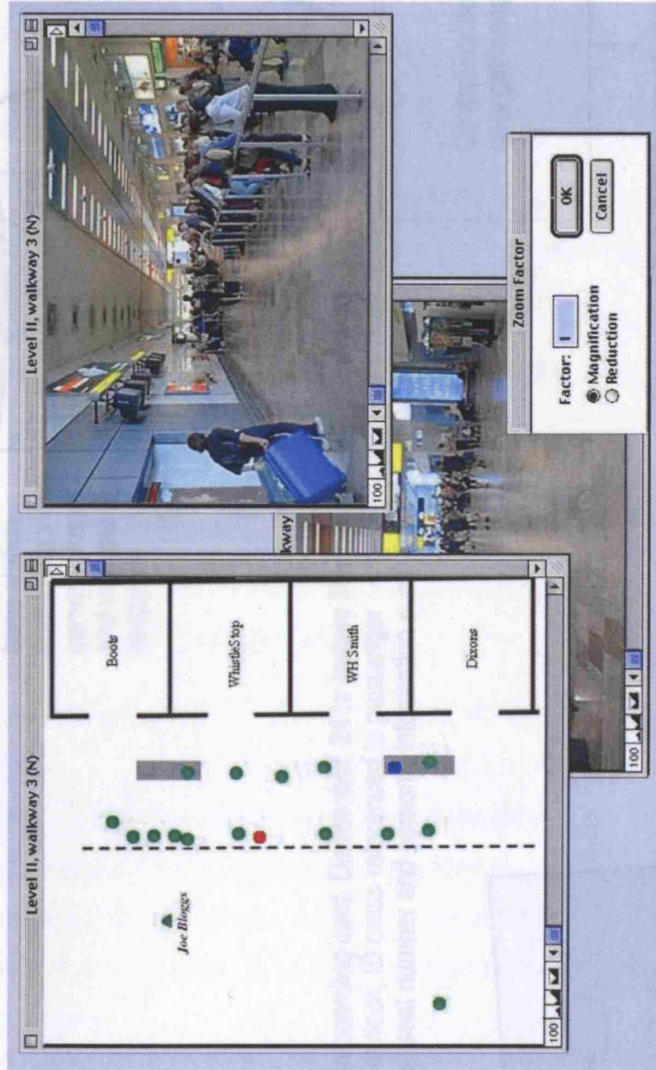 Level II, walkway 3 (N)
Boots
WhistleStop
WH Smith
Dixons
Joe Bloggs
100
Level II, walkway 3 (N)
100
kway
100
Zoom Factor
Factor: 1
Magnification
Reduction
OK
Cancel